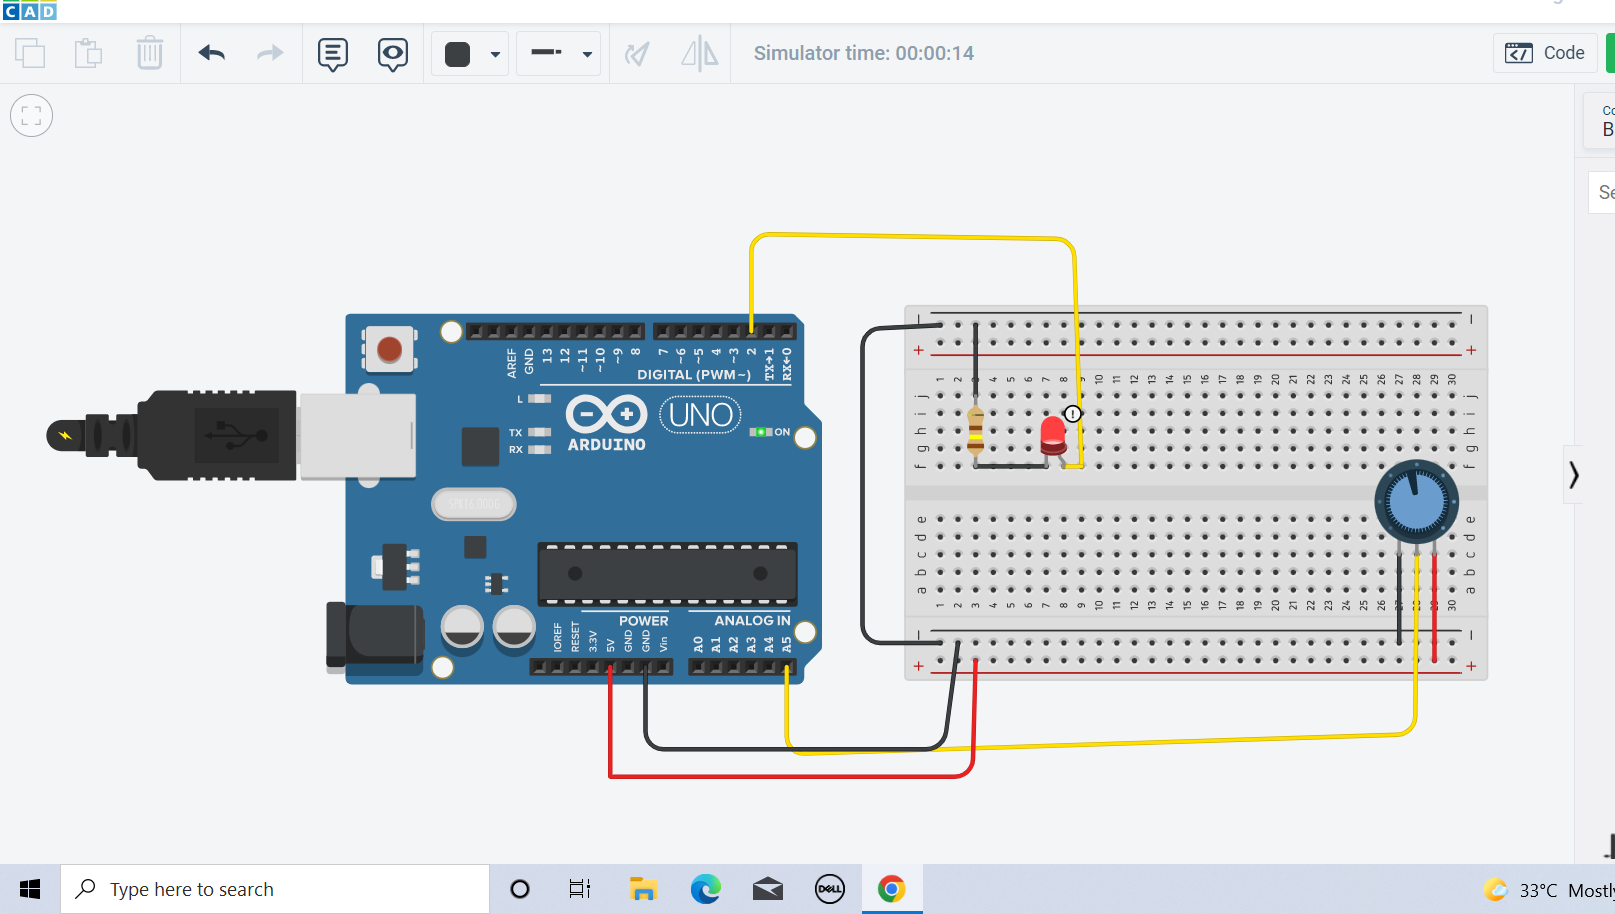 CAD
Simulator time: 00:00:14
Code
Co
B
Se
AREF
GND
13
12
~11
~10
~9
8
7
~6
~5
4
~3
2
TX→1
RX←0
DIGITAL (PWM~)
L
TX
RX
ARDUINO
UNO
ON
POWER
ANALOG IN
IOREF
RESET
3.3V
5V
GND
GND
Vin
A0
A1
A2
A3
A4
A5
!
1 2 4 5 6 7 8 9 10 11 12 13 14 15 16 17 18 19 20 21 22 23 24 25 26 27 28 29 30
j j
i i
h h
g g
f f
e e
d d
c c
b b
a a
1 2 3 4 5 6 7 8 9 10 11 12 13 14 15 16 17 18 19 20 21 22 23 24 25 26 30
Type here to search
DELL
33°C Mostly